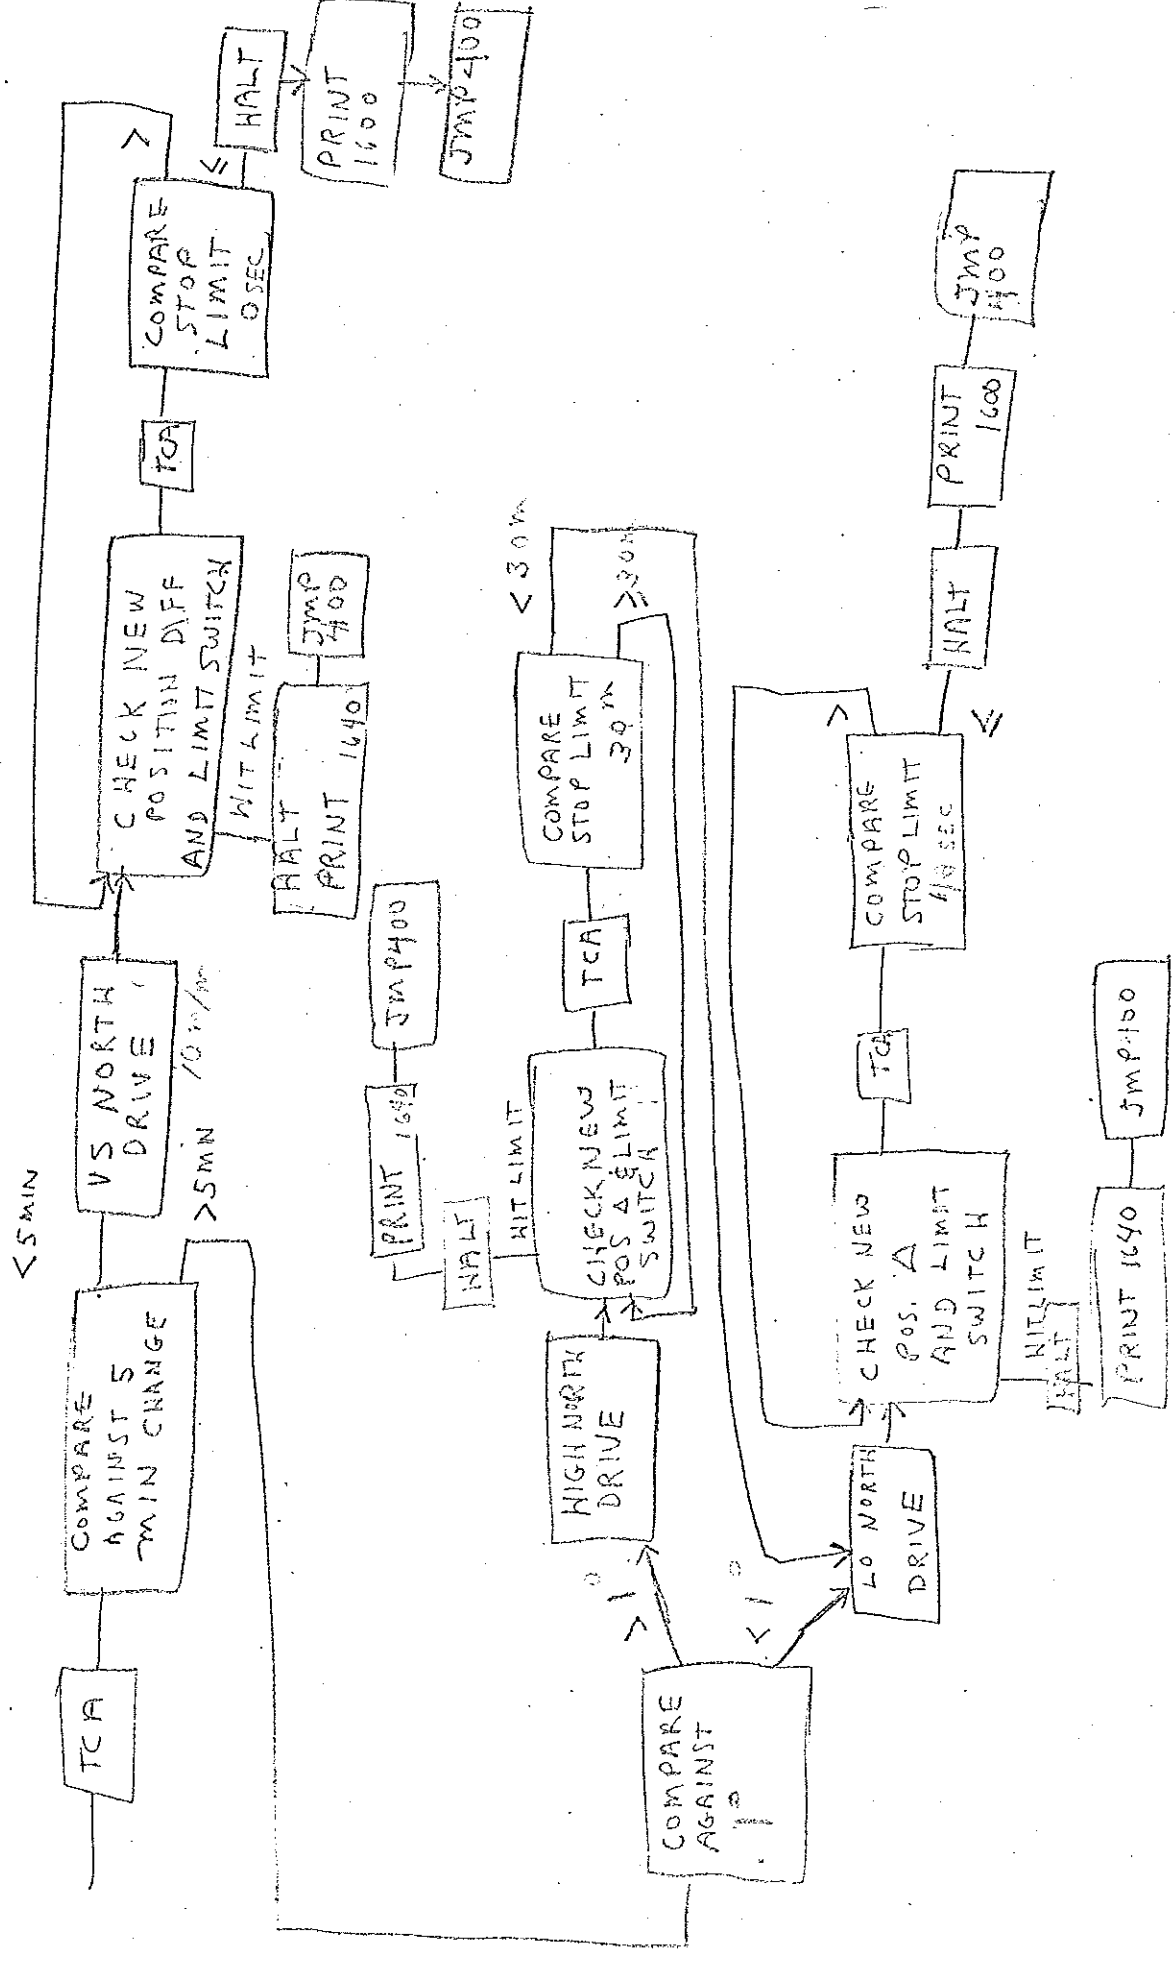 TCA
COMPARE
AGAINST 5
MIN CHANGE
< 5 MIN
> 5 MIN
VS NORTH
DRIVE
10 m/m
CHECK NEW
POSITION DIFF
AND LIMIT SWITCH
HIT LIMIT
HALT
PRINT 1640
JMP
400
TCA
COMPARE
STOP
LIMIT
0 SEC
>
≤
HALT
PRINT
1600
JMP 400
COMPARE
AGAINST
1°
> 1°
< 1°
HIGH NORTH
DRIVE
CHECK NEW
POS Δ & LIMIT
SWITCH
HIT LIMIT
HALT
PRINT 1640
JMP 400
TCA
COMPARE
STOP LIMIT
30 m
< 30 m
≥ 30 m
LO NORTH
DRIVE
CHECK NEW
POS. Δ
AND LIMIT
SWITCH
HIT LIMIT
HALT
PRINT 1640
JMP 400
TCA
COMPARE
STOP LIMIT
40 SEC
>
≤
HALT
PRINT
1600
JMP
400